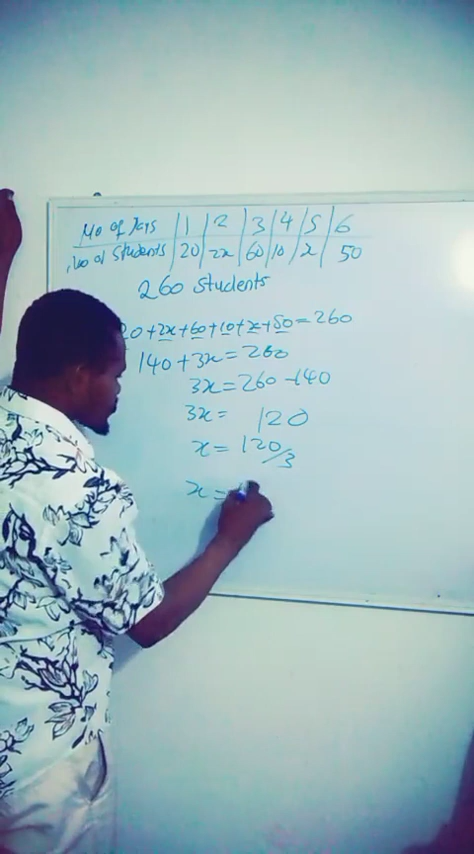 No of Days | 1 | 2 | 3 | 4 | 5 | 6
No of Students | 20 | 2x | 60 | 10 | x | 50
260 Students
20+2x+60+10+x+50=260
140+3x=260
3x=260-140
3x= 120
x=120/3
x=